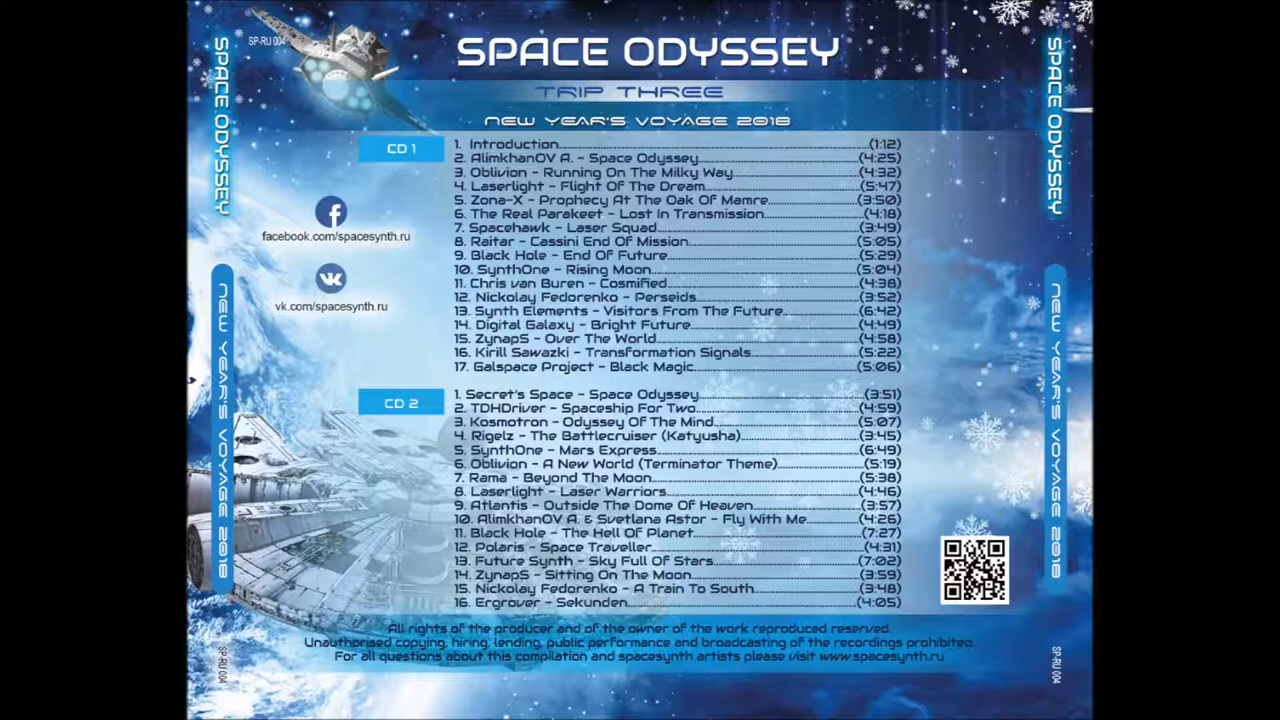 SP-RU 004
SPACE ODYSSEY
SPACE ODYSSEY
SPACE ODYSSEY
TRIP THREE
NEW YEAR'S VOYAGE 2018
CD 1
1. Introduction (1:12)
2. AlimkhanOV A. - Space Odyssey (4:25)
3. Oblivion - Running On The Milky Way (4:32)
4. Laserlight - Flight Of The Dream (5:47)
5. Zona-X - Prophecy At The Oak Of Mamre (3:50)
6. The Real Parakeet - Lost In Transmission (4:18)
7. Spacehawk - Laser Squad (3:49)
8. Raitar - Cassini End Of Mission (5:05)
9. Black Hole - End Of Future (5:29)
10. SynthOne - Rising Moon (5:04)
11. Chris van Buren - Cosmified (4:38)
12. Nickolay Fedorenko - Perseids (3:52)
13. Synth Elements - Visitors From The Future (6:42)
14. Digital Galaxy - Bright Future (4:49)
15. ZynapS - Over The World (4:58)
16. Kirill Sawazki - Transformation Signals (5:22)
17. Galspace Project - Black Magic (5:06)
facebook.com/spacesynth.ru
vk.com/spacesynth.ru
CD 2
1. Secret's Space - Space Odyssey (3:51)
2. TDHDriver - Spaceship For Two (4:59)
3. Kosmotron - Odyssey Of The Mind (5:07)
4. Rigelz - The Battlecruiser (Katyusha) (3:45)
5. SynthOne - Mars Express (6:49)
6. Oblivion - A New World (Terminator Theme) (5:19)
7. Rama - Beyond The Moon (5:38)
8. Laserlight - Laser Warriors (4:46)
9. Atlantis - Outside The Dome Of Heaven (3:57)
10. AlimkhanOV A. & Svetlana Astor - Fly With Me (4:26)
11. Black Hole - The Hell Of Planet (7:27)
12. Polaris - Space Traveller (4:31)
13. Future Synth - Sky Full Of Stars (7:02)
14. ZynapS - Sitting On The Moon (3:59)
15. Nickolay Fedorenko - A Train To South (3:48)
16. Ergrover - Sekunden (4:05)
NEW YEAR'S VOYAGE 2018
NEW YEAR'S VOYAGE 2018
All rights of the producer and of the owner of the work reproduced reserved.
Unauthorised copying, hiring, lending, public performance and broadcasting of the recordings prohibited.
For all questions about this compilation and spacesynth artists please visit www.spacesynth.ru
SP-RU 004
SP-RU 004